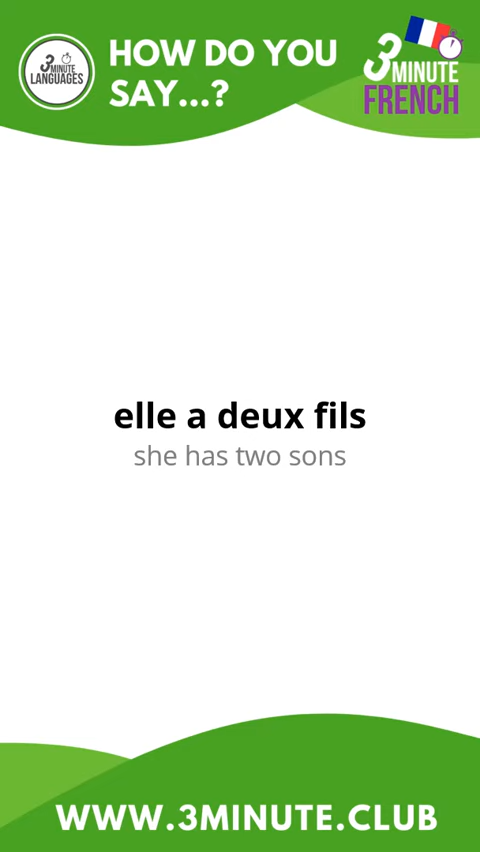 3
MINUTE
LANGUAGES
HOW DO YOU
SAY...?
3
MINUTE
FRENCH
elle a deux fils
she has two sons
WWW.3MINUTE.CLUB